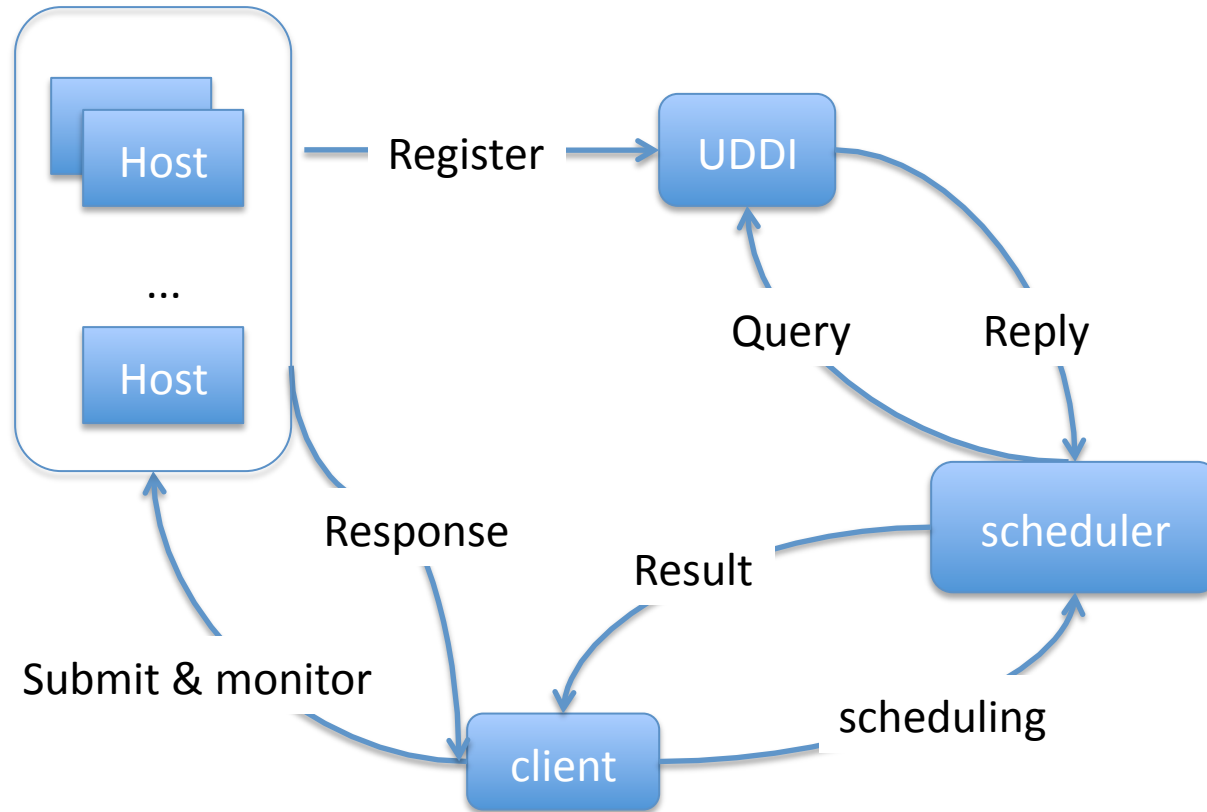 Host
Register
UDDI
...
Host
Query
Reply
Response
Result
scheduler
Submit & monitor
scheduling
client